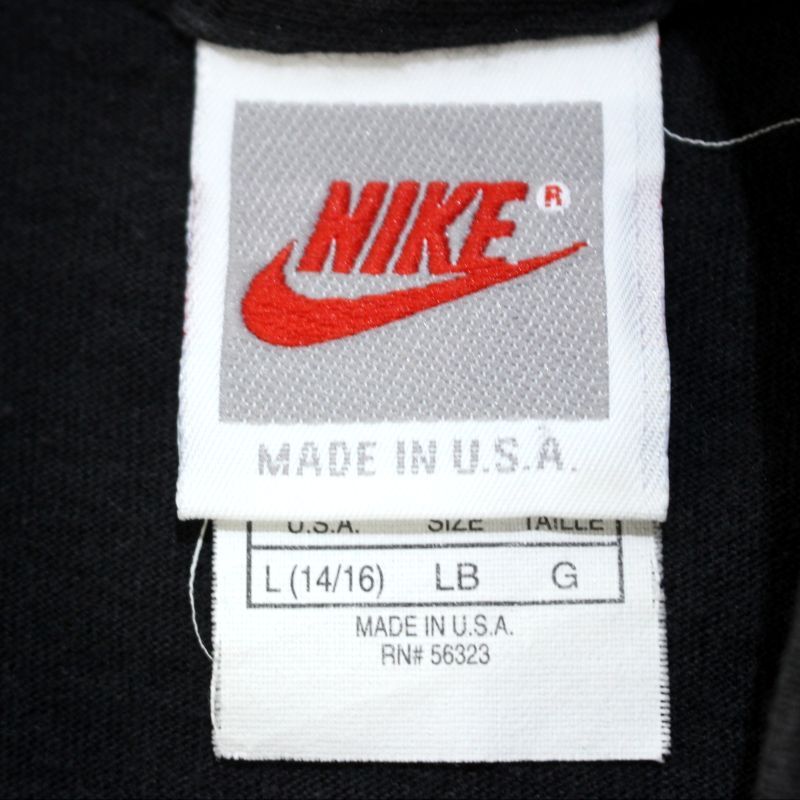 NIKE ®
MADE IN U.S.A.
U.S.A. SIZE TAILLE
L (14/16) LB G
MADE IN U.S.A.
RN# 56323